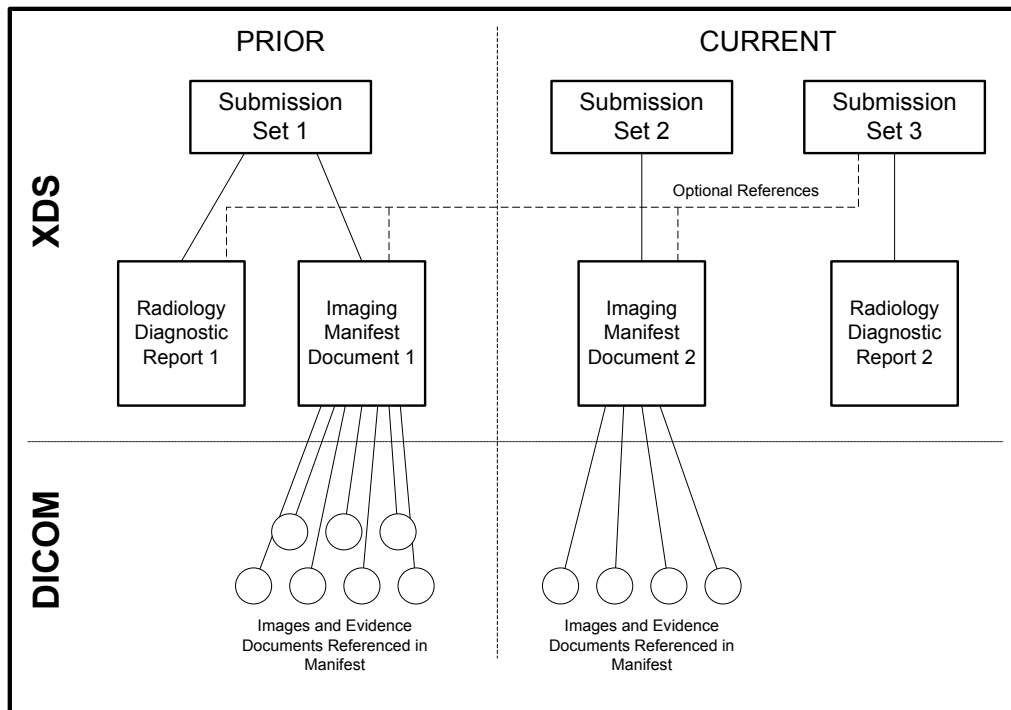 PRIOR
CURRENT
XDS
Submission
Set 1
Submission
Set 2
Submission
Set 3
Optional References
Radiology
Diagnostic
Report 1
Imaging
Manifest
Document 1
Imaging
Manifest
Document 2
Radiology
Diagnostic
Report 2
DICOM
Images and Evidence
Documents Referenced in
Manifest
Images and Evidence
Documents Referenced in
Manifest